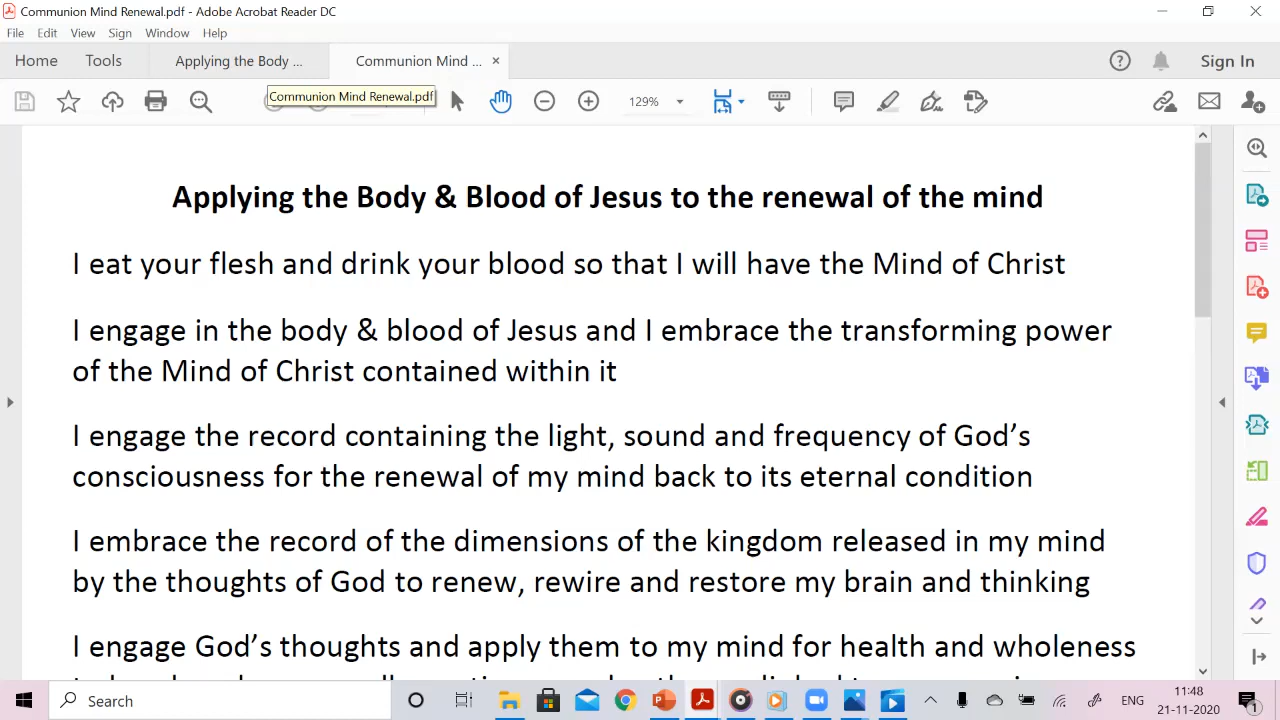 Communion Mind Renewal.pdf - Adobe Acrobat Reader DC
File Edit View Sign Window Help
Home Tools Applying the Body ... Communion Mind ... × Sign In
Communion Mind Renewal.pdf
129%
Applying the Body & Blood of Jesus to the renewal of the mind
I eat your flesh and drink your blood so that I will have the Mind of Christ
I engage in the body & blood of Jesus and I embrace the transforming power
of the Mind of Christ contained within it
I engage the record containing the light, sound and frequency of God’s
consciousness for the renewal of my mind back to its eternal condition
I embrace the record of the dimensions of the kingdom released in my mind
by the thoughts of God to renew, rewire and restore my brain and thinking
I engage God’s thoughts and apply them to my mind for health and wholeness
Search
ENG
11:48
21-11-2020
1